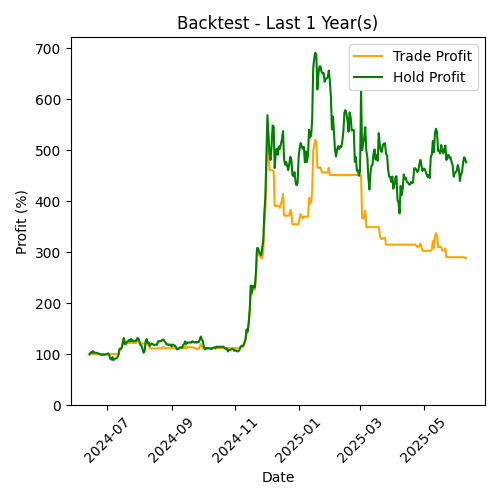 Backtest - Last 1 Year(s)
Trade Profit
Hold Profit
Profit (%)
700
600
500
400
300
200
100
0
2024-07
2024-09
2024-11
2025-01
2025-03
2025-05
Date